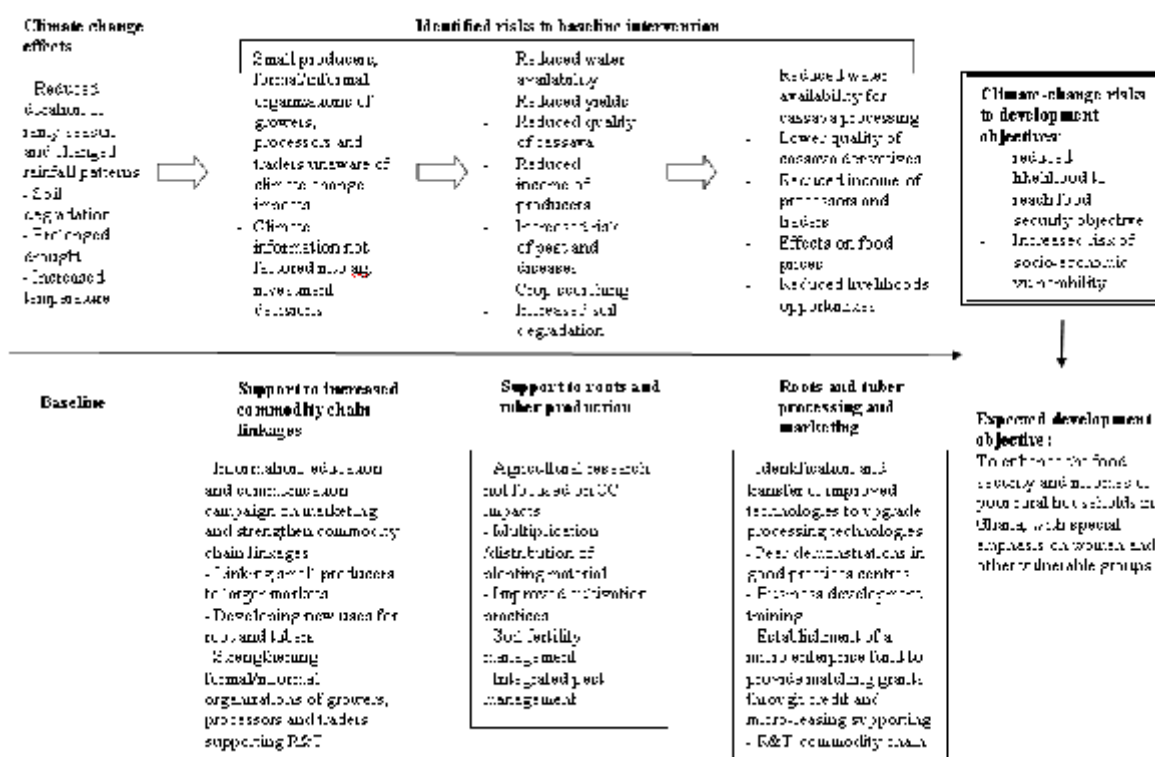 Climate change
effects
- Reduced
duration of
rainy season
and changed
rainfall patterns
- Soil
degradation
- Prolonged
drought
- Increased
temperature
Identified risks to baseline intervention
Small producers,
formal/informal
organizations of
growers,
processors and
traders unaware of
climate change
impacts
- Climate
information not
factored into ag
investment
decisions
Reduced water
availability
Reduced yields
- Reduced quality
of cassava
- Reduced
income of
producers
- Increased risk
of pest and
diseases
Crop scorching
- Increased soil
degradation
Reduced water
availability for
cassava processing
- Lower quality of
cassava derivatives
- Reduced income of
processors and
traders
- Effects on food
prices
- Reduced livelihoods
opportunities
Climate-change risks
to development
objectives:
reduced
likelihood to
reach food
security objective
- Increased risk of
socio-economic
vulnerability
Baseline
Support to increased
commodity chain
linkages
Information, education
and communication
campaign on marketing
and strengthen commodity
chain linkages
- Linking small producers
to larger markets
- Developing new uses for
root and tubers
Strengthening
formal/informal
organizations of growers,
processors and traders
supporting R&T
Support to roots and
tuber production
Agricultural research
not focused on CC
impacts
- Multiplication
/distribution of
planting material
- Improved cultivation
practices
Soil fertility
management
Integrated pest
management
Roots and tuber
processing and
marketing
Identification and
transfer of improved
technologies to upgrade
processing technologies
- Peer demonstrations in
good practices centres
- Business development
training
Establishment of a
micro enterprise fund to
provide matching grants
through credit and
micro-leasing supporting
- R&T commodity chain
Expected development
objective:
To enhance the food
security and incomes of
poor rural households in
Ghana, with special
emphasis on women and
other vulnerable groups